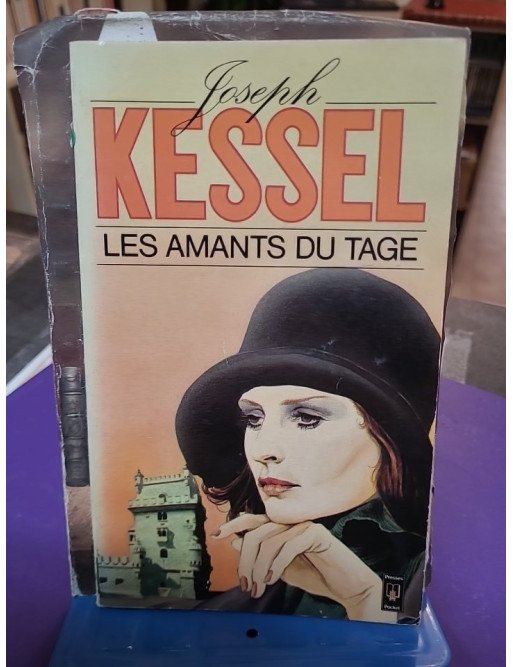 Joseph
KESSEL
LES AMANTS DU TAGE
Presses
Pocket